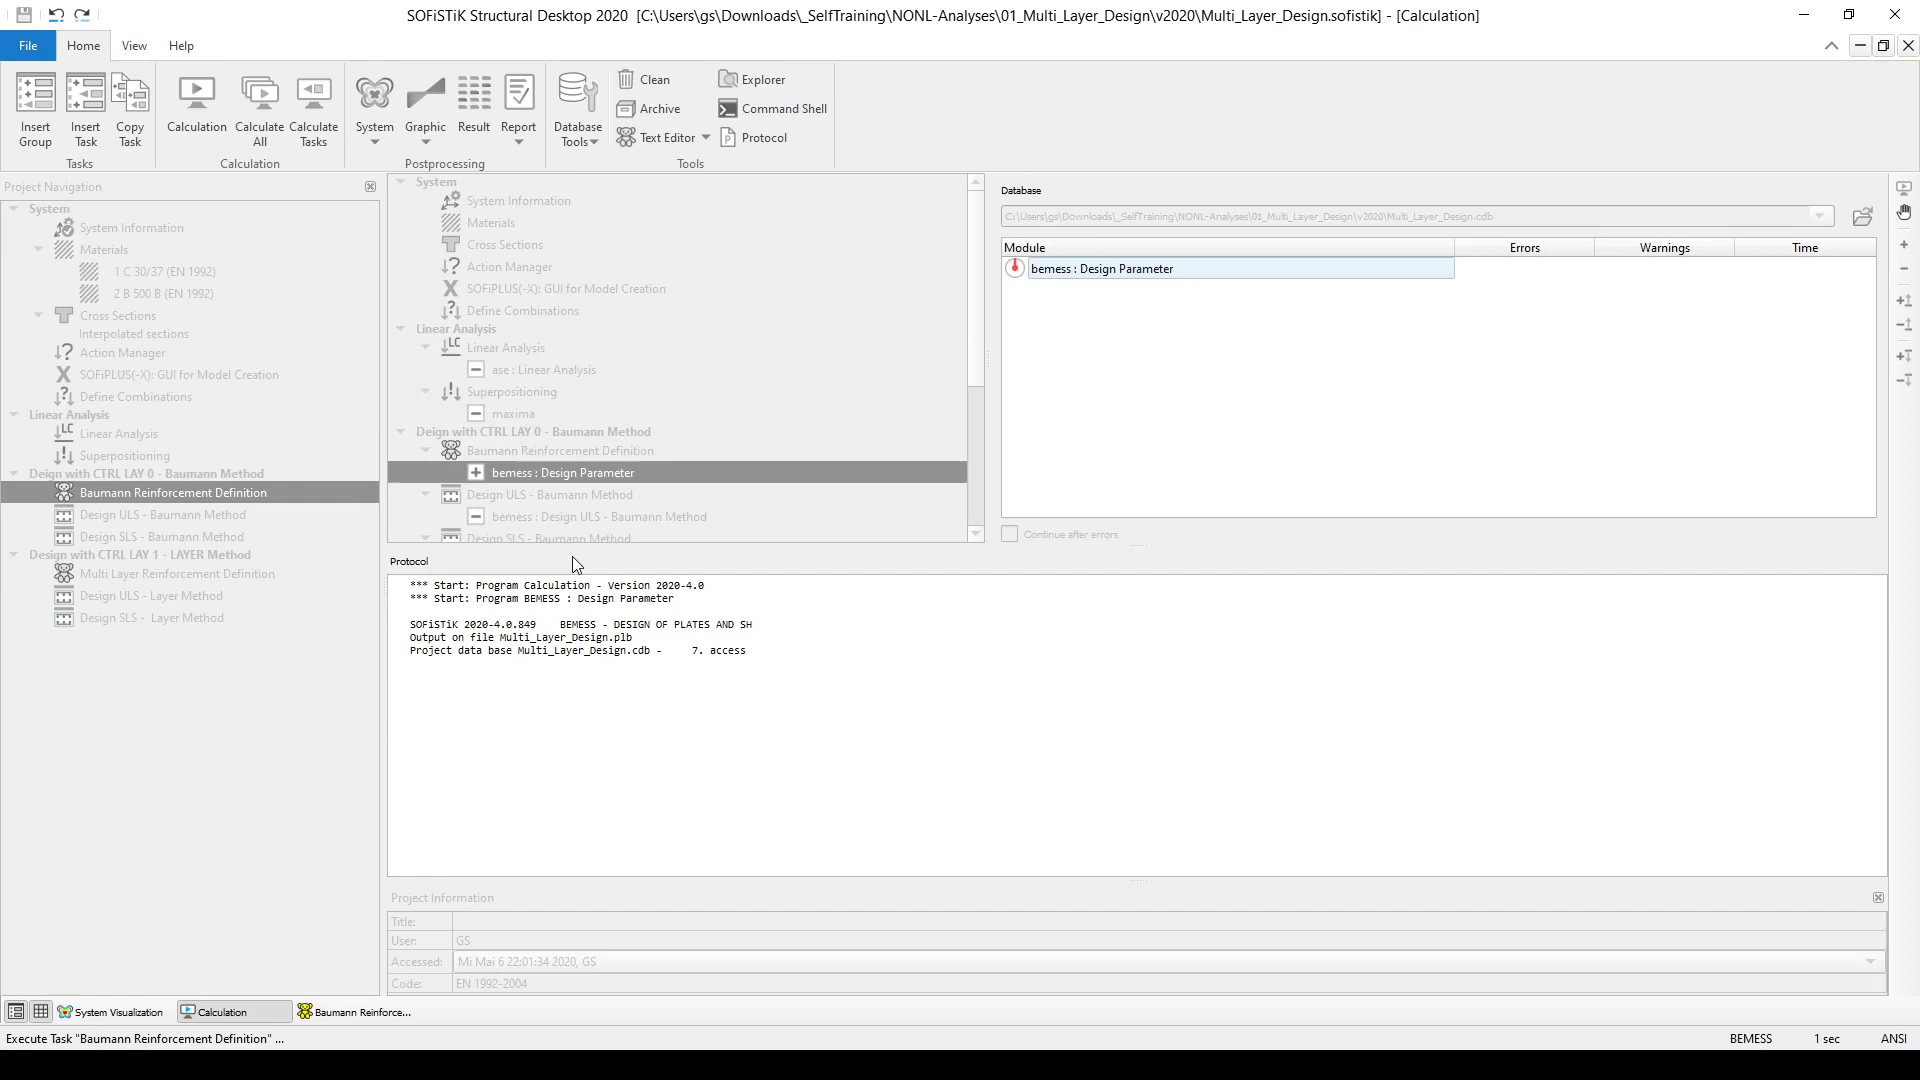 SOFiSTiK Structural Desktop 2020 [C:\Users\gs\Downloads\_SelfTraining\NONL-Analyses\01_Multi_Layer_Design\v2020\Multi_Layer_Design.sofistik] - [Calculation]
File Home View Help
Insert Group
Insert Task
Copy Task
Tasks
Calculation
Calculate All
Calculate Tasks
Calculation
System
Graphic
Result
Report
Postprocessing
Database Tools
Clean
Archive
Text Editor
Explorer
Command Shell
Protocol
Tools
Project Navigation
System
System Information
Materials
1 C 30/37 (EN 1992)
2 B 500 B (EN 1992)
Cross Sections
Interpolated sections
Action Manager
SOFiPLUS(-X): GUI for Model Creation
Define Combinations
Linear Analysis
Linear Analysis
Superpositioning
Deign with CTRL LAY 0 - Baumann Method
Baumann Reinforcement Definition
Design ULS - Baumann Method
Design SLS - Baumann Method
Design with CTRL LAY 1 - LAYER Method
Multi Layer Reinforcement Definition
Design ULS - Layer Method
Design SLS - Layer Method
System
System Information
Materials
Cross Sections
Action Manager
SOFiPLUS(-X): GUI for Model Creation
Define Combinations
Linear Analysis
Linear Analysis
ase : Linear Analysis
Superpositioning
maxima
Deign with CTRL LAY 0 - Baumann Method
Baumann Reinforcement Definition
bemess : Design Parameter
Design ULS - Baumann Method
bemess : Design ULS - Baumann Method
Design SLS - Baumann Method
Database
C:\Users\gs\Downloads\_SelfTraining\NONL-Analyses\01_Multi_Layer_Design\v2020\Multi_Layer_Design.cdb
Module Errors Warnings Time
bemess : Design Parameter
Continue after errors
Protocol
*** Start: Program Calculation - Version 2020-4.0
*** Start: Program BEMESS : Design Parameter
SOFiSTiK 2020-4.0.849 BEMESS - DESIGN OF PLATES AND SH
Output on file Multi_Layer_Design.plb
Project data base Multi_Layer_Design.cdb - 7. access
Project Information
Title:
User: GS
Accessed: Mi Mai 6 22:01:34 2020, GS
Code: EN 1992-2004
System Visualization
Calculation
Baumann Reinforce...
Execute Task "Baumann Reinforcement Definition" ...
BEMESS 1 sec ANSI